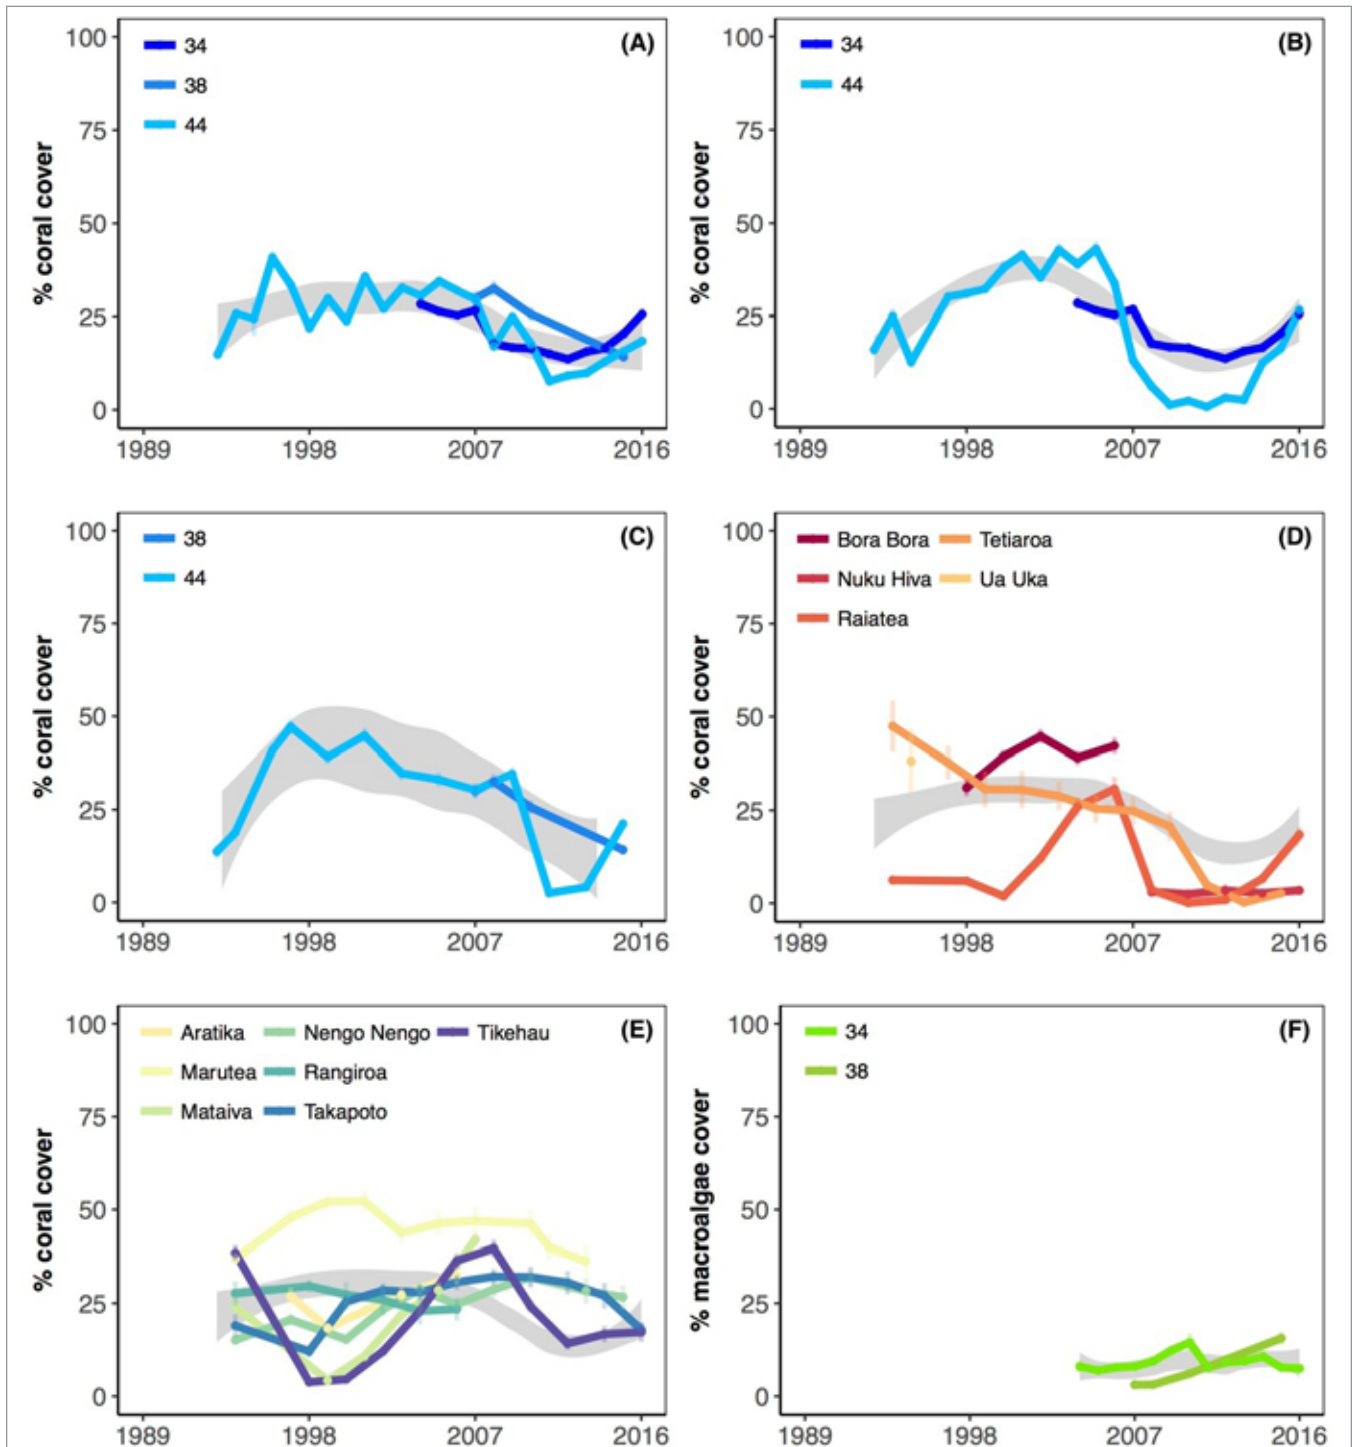 100
75
50
25
0
% coral cover
34
38
44
(A)
1989 1998 2007 2016
100
75
50
25
0
% coral cover
34
44
(B)
1989 1998 2007 2016
100
75
50
25
0
% coral cover
38
44
(C)
1989 1998 2007 2016
100
75
50
25
0
% coral cover
Bora Bora Tetiaroa
Nuku Hiva Ua Uka
Raiatea
(D)
1989 1998 2007 2016
100
75
50
25
0
% coral cover
Aratika Nengo Nengo Tikehau
Marutea Rangiroa
Mataiva Takapoto
(E)
1989 1998 2007 2016
100
75
50
25
0
% macroalgae cover
34
38
(F)
1989 1998 2007 2016